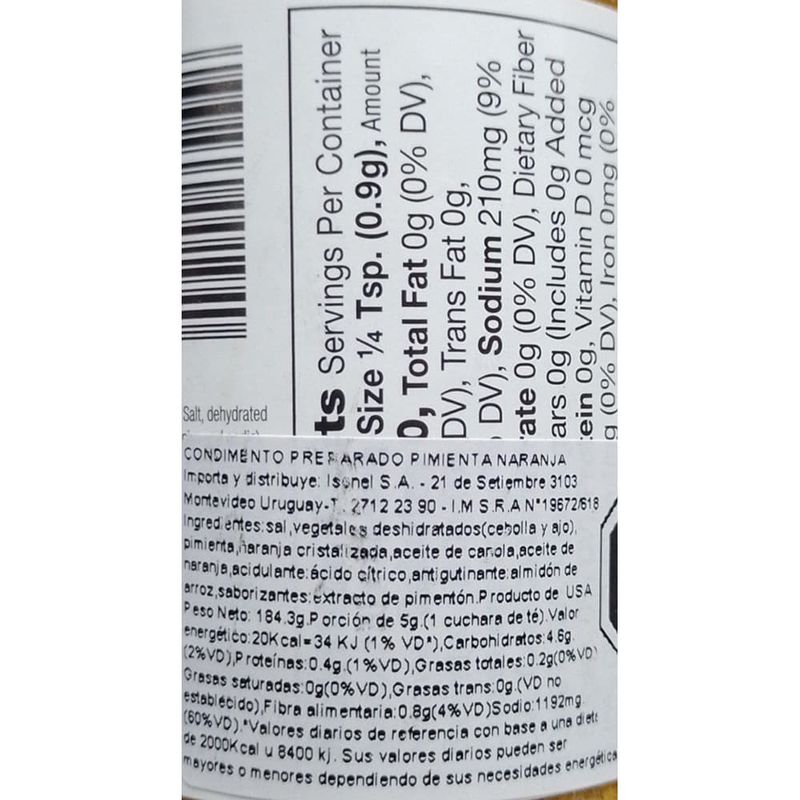 ts Servings Per Container
Size ¼ Tsp. (0.9g), Amount
0, Total Fat 0g (0% DV),
DV), Trans Fat 0g,
DV), Sodium 210mg (9%
rate 0g (0% DV), Dietary Fiber
ars 0g (Includes 0g Added
ein 0g, Vitamin D 0 mcg
g (0% DV), Iron 0mg (0%
Salt, dehydrated
CONDIMENTO PREPARADO PIMIENTA NARANJA
Importa y distribuye: Isonel S.A. - 21 de Setiembre 3103
Montevideo Uruguay-T. 2712 23 90 - I.M S.R.A N°19672/618
Ingredientes:sal,vegetales deshidratados(cebolla y ajo),
pimienta,naranja cristalizada,aceite de canola,aceite de
naranja,acidulante:ácido cítrico,antigutinante:almidón de
arroz,saborizantes:extracto de pimentón.Producto de USA
Peso Neto: 184.3g.Porción de 5g.(1 cuchara de té).Valor
energético:20Kcal=34 KJ (1% VD*),Carbohidratos:4.6g.
(2%VD),Proteínas:0.4g.(1%VD),Grasas totales:0.2g(0%VD)
Grasas saturadas:0g(0%VD),Grasas trans:0g.(VD no
establecido),Fibra alimentaria:0.8g(4%VD)Sodio:1192mg.
(60%VD).*Valores diarios de referencia con base a una dieta
de 2000Kcal u 8400 kj. Sus valores diarios pueden ser
mayores o menores dependiendo de sus necesidades energética